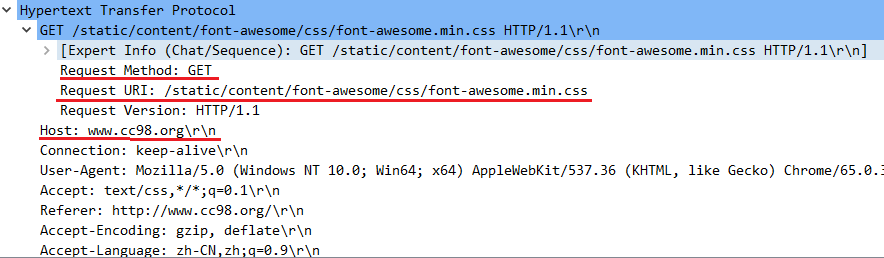 Hypertext Transfer Protocol
GET /static/content/font-awesome/css/font-awesome.min.css HTTP/1.1\r\n
[Expert Info (Chat/Sequence): GET /static/content/font-awesome/css/font-awesome.min.css HTTP/1.1\r\n]
Request Method: GET
Request URI: /static/content/font-awesome/css/font-awesome.min.css
Request Version: HTTP/1.1
Host: www.cc98.org\r\n
Connection: keep-alive\r\n
User-Agent: Mozilla/5.0 (Windows NT 10.0; Win64; x64) AppleWebKit/537.36 (KHTML, like Gecko) Chrome/65.0.3
Accept: text/css,*/*;q=0.1\r\n
Referer: http://www.cc98.org/\r\n
Accept-Encoding: gzip, deflate\r\n
Accept-Language: zh-CN,zh;q=0.9\r\n